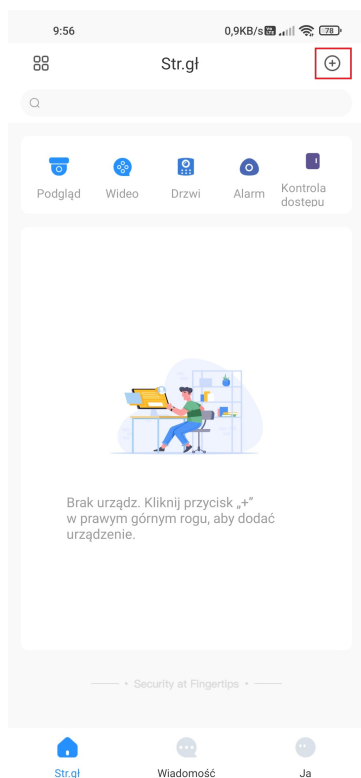 9:56 0,9KB/s 78
Str.gł
Podgląd Wideo Drzwi Alarm Kontrola
dostępu
Brak urządz. Kliknij przycisk „+”
w prawym górnym rogu, aby dodać
urządzenie.
Security at Fingertips
Str.gł Wiadomość Ja